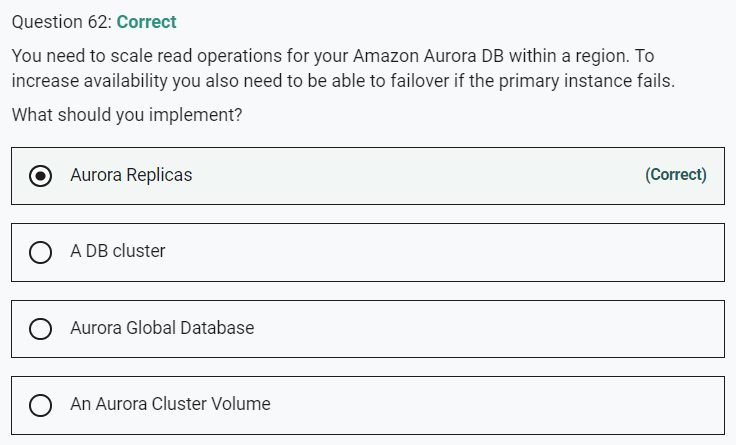 Question 62: Correct
You need to scale read operations for your Amazon Aurora DB within a region. To
increase availability you also need to be able to failover if the primary instance fails.
What should you implement?
Aurora Replicas (Correct)
A DB cluster
Aurora Global Database
An Aurora Cluster Volume